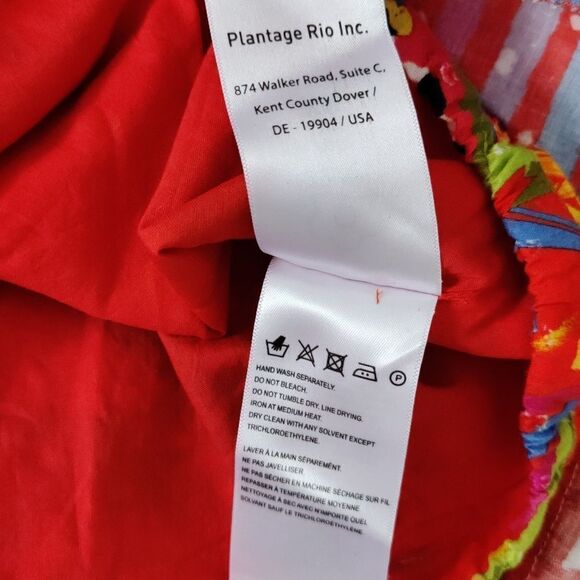 Plantage Rio Inc.
874 Walker Road, Suite C,
Kent County Dover /
DE - 19904 / USA
P
HAND WASH SEPARATELY.
DO NOT BLEACH.
DO NOT TUMBLE DRY. LINE DRYING.
IRON AT MEDIUM HEAT.
DRY CLEAN WITH ANY SOLVENT EXCEPT
TRICHLOROETHYLENE.
LAVER À LA MAIN SÉPARÉMENT.
NE PAS JAVELLISER
NE PAS SÉCHER EN MACHINE SÉCHAGE SUR FIL
REPASSER À TEMPÉRATURE MOYENNE
NETTOYAGE À SEC AVEC N'IMPORTE QUEL
SOLVANT SAUF LE TRICHLOROETHYLÈNE